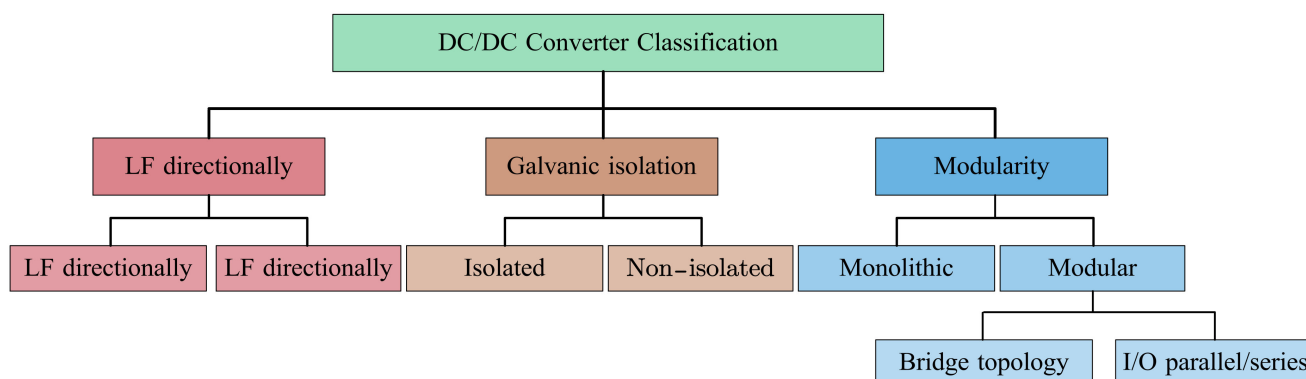 DC/DC Converter Classification
LF directionally
Galvanic isolation
Modularity
LF directionally
LF directionally
Isolated
Non-isolated
Monolithic
Modular
Bridge topology
I/O parallel/series